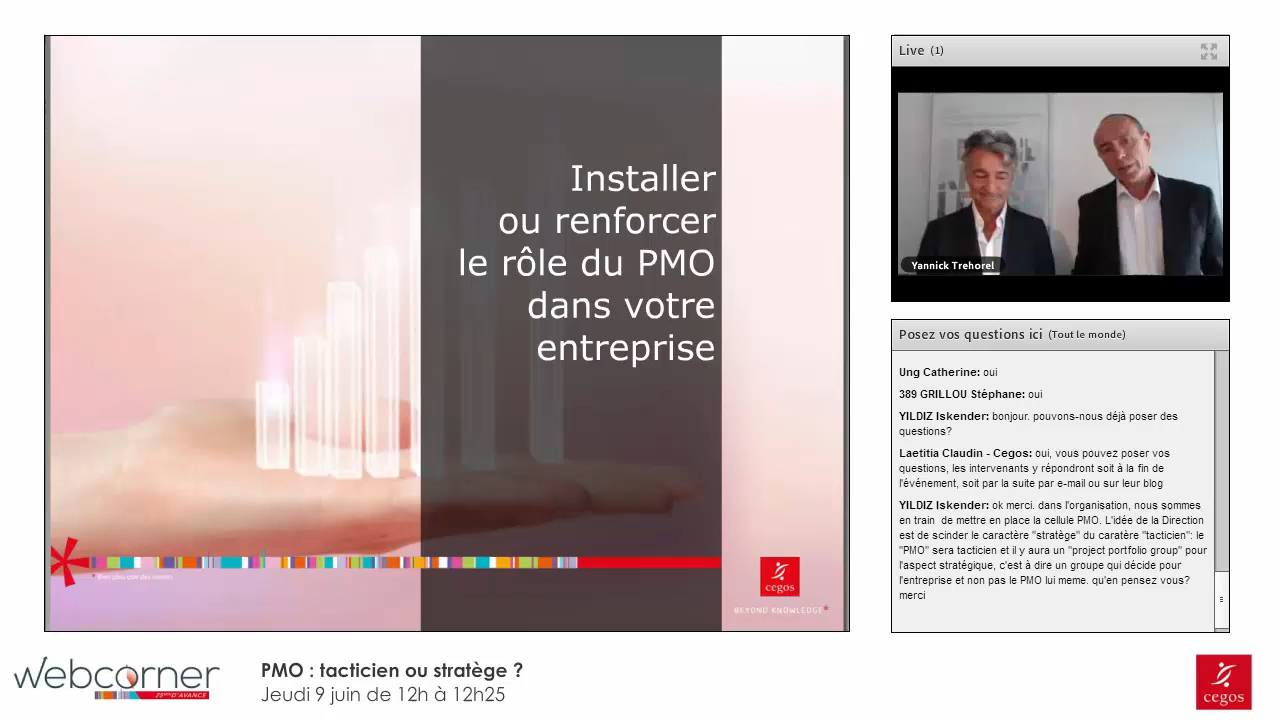 Installer
ou renforcer
le rôle du PMO
dans votre
entreprise
cegos
BEYOND KNOWLEDGE*
Live (1)
Yannick Trehorel
Posez vos questions ici (Tout le monde)
Ung Catherine: oui
389 GRILLOU Stéphane: oui
YILDIZ Iskender: bonjour. pouvons-nous déjà poser des
questions?
Laetitia Claudin - Cegos: oui, vous pouvez poser vos
questions, les intervenants y répondront soit à la fin de
l'événement, soit par la suite par e-mail ou sur leur blog
YILDIZ Iskender: ok merci. dans l'organisation, nous sommes
en train de mettre en place la cellule PMO. L'idée de la Direction
est de scinder le caractère "stratège" du caratère "tacticien": le
"PMO" sera tacticien et il y aura un "project portfolio group" pour
l'aspect stratégique, c'est à dire un groupe qui décide pour
l'entreprise et non pas le PMO lui meme. qu'en pensez vous?
merci
webcorner
PMO : tacticien ou stratège ?
Jeudi 9 juin de 12h à 12h25
cegos